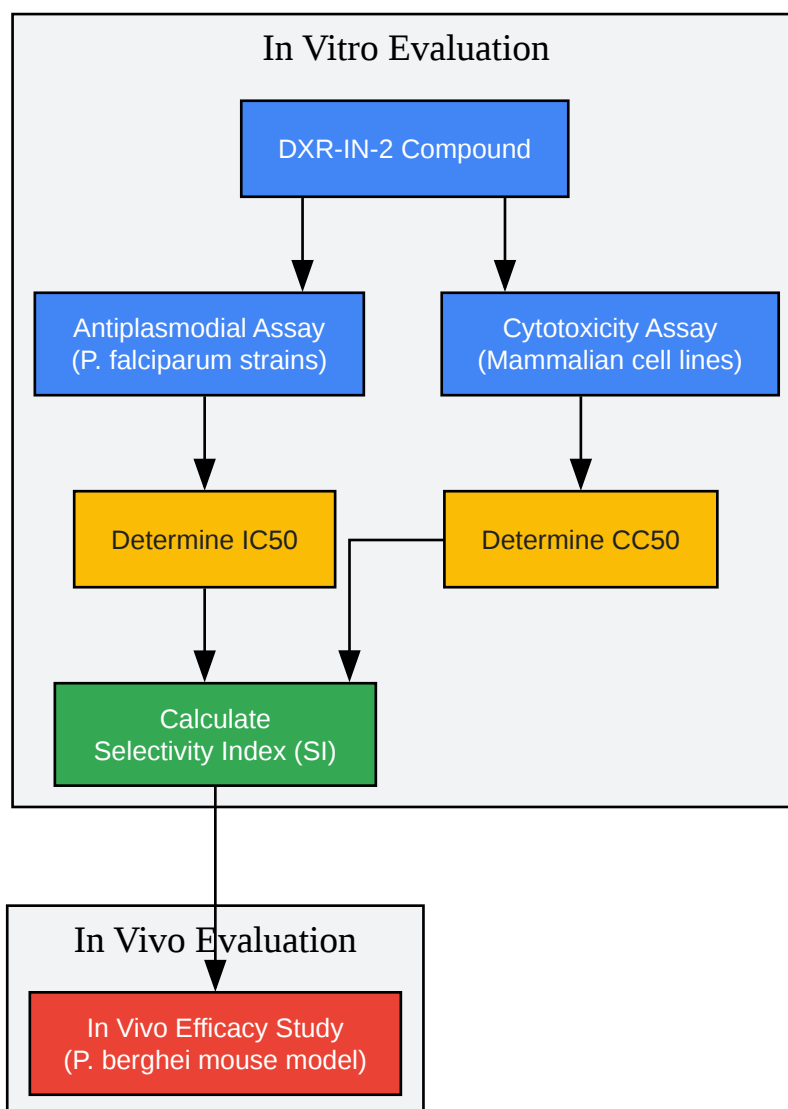 In Vitro Evaluation
DXR-IN-2 Compound
Antiplasmodial Assay
(P. falciparum strains)
Cytotoxicity Assay
(Mammalian cell lines)
Determine IC50
Determine CC50
Calculate
Selectivity Index (SI)
In Vivo Evaluation
In Vivo Efficacy Study
(P. berghei mouse model)